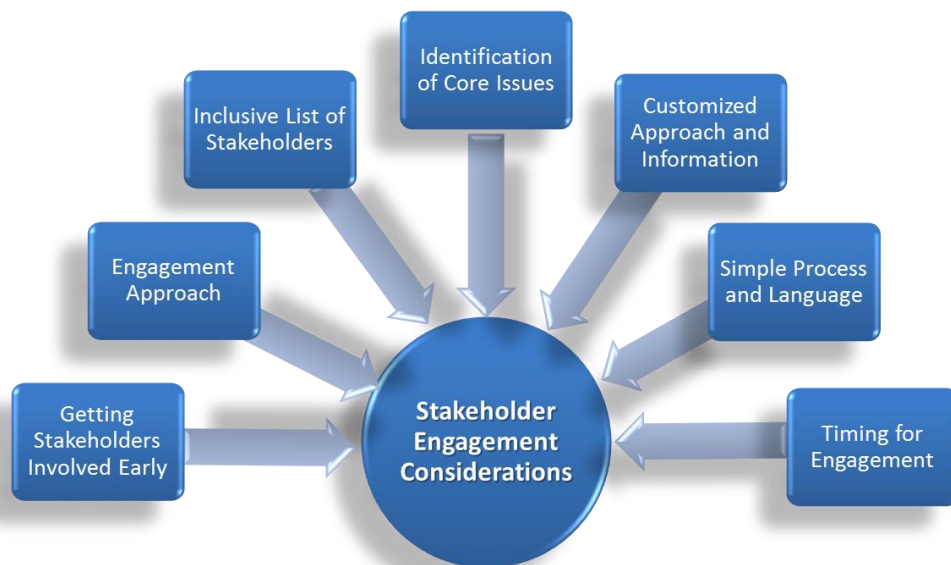 Identification
of Core Issues
Inclusive List of
Stakeholders
Customized
Approach and
Information
Engagement
Approach
Simple Process
and Language
Getting
Stakeholders
Involved Early
Stakeholder
Engagement
Considerations
Timing for
Engagement